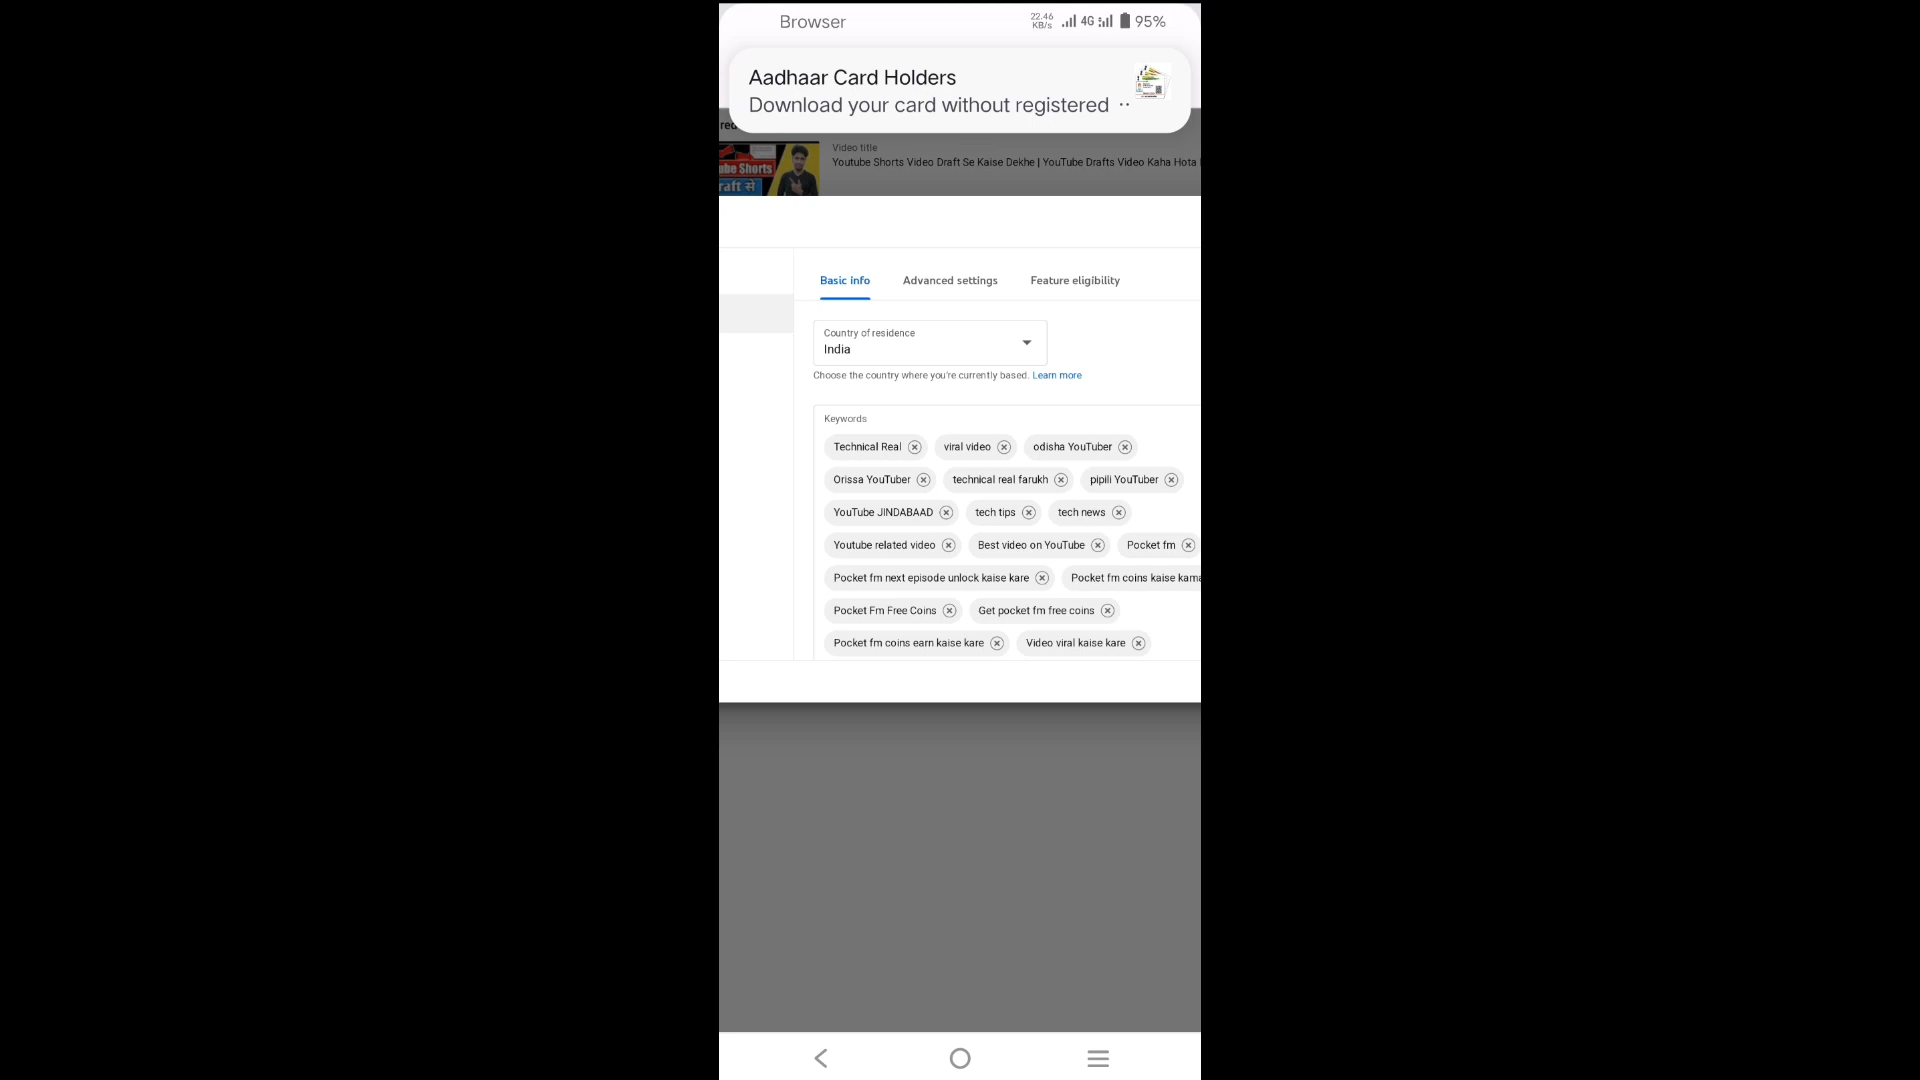 Browser
22.46
KB/s
4G
95%
Aadhaar Card Holders
Download your card without registered ..
Video title
Youtube Shorts Video Draft Se Kaise Dekhe | YouTube Drafts Video Kaha Hota
ube Shorts
raft से
Basic info Advanced settings Feature eligibility
Country of residence
India
Choose the country where you're currently based. Learn more
Keywords
Technical Real viral video odisha YouTuber
Orissa YouTuber technical real farukh pipili YouTuber
YouTube JINDABAAD tech tips tech news
Youtube related video Best video on YouTube Pocket fm
Pocket fm next episode unlock kaise kare Pocket fm coins kaise kama
Pocket Fm Free Coins Get pocket fm free coins
Pocket fm coins earn kaise kare Video viral kaise kare